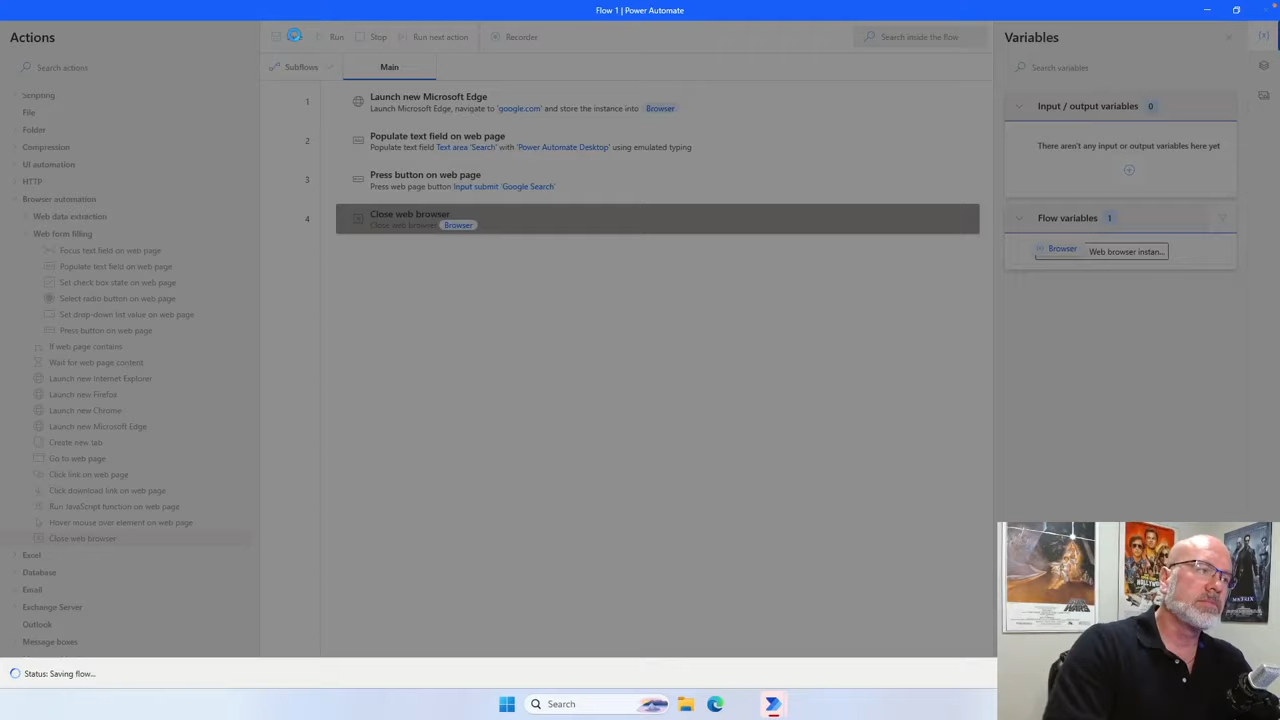 Flow 1 | Power Automate
Actions
Run
Stop
Run next action
Recorder
Search inside the flow
Variables
Search actions
Subflows
Main
Search variables
Scripting
File
Folder
Compression
UI automation
HTTP
Browser automation
Web data extraction
Web form filling
Focus text field on web page
Populate text field on web page
Set check box state on web page
Select radio button on web page
Set drop-down list value on web page
Press button on web page
If web page contains
Wait for web page content
Launch new Internet Explorer
Launch new Firefox
Launch new Chrome
Launch new Microsoft Edge
Create new tab
Go to web page
Click link on web page
Click download link on web page
Run JavaScript function on web page
Hover mouse over element on web page
Close web browser
Excel
Database
Email
Exchange Server
Outlook
Message boxes
1
Launch new Microsoft Edge
Launch Microsoft Edge, navigate to 'google.com' and store the instance into Browser
2
Populate text field on web page
Populate text field Text area 'Search' with 'Power Automate Desktop' using emulated typing
3
Press button on web page
Press web page button Input submit 'Google Search'
4
Close web browser
Close web browser Browser
Input / output variables 0
There aren't any input or output variables here yet
Flow variables 1
Browser Web browser instan...
Status: Saving flow...
Search
STAR
WARS
HOLLYWOOD